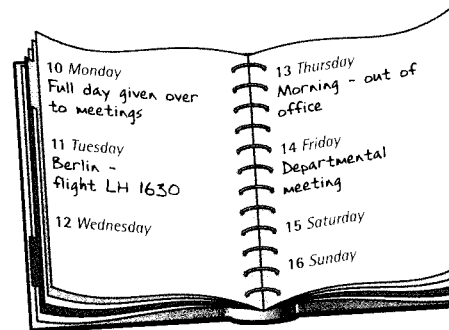 10 Monday
Full day given over
to meetings
11 Tuesday
Berlin -
flight LH 1630
12 Wednesday
13 Thursday
Morning - out of
office
14 Friday
Departmental
meeting
15 Saturday
16 Sunday